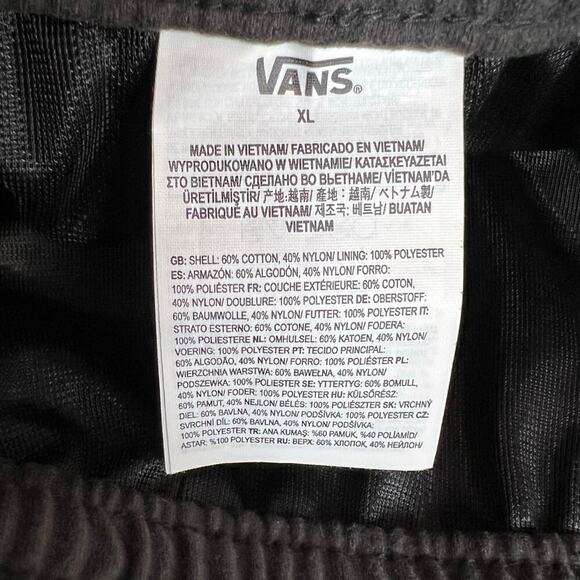 VANS®
XL
MADE IN VIETNAM/ FABRICADO EN VIETNAM/
WYPRODUKOWANO W WIETNAMIE/ ΚΑΤΑΣΚΕΥΑΖΕΤΑΙ
ΣΤΟ ΒΙΕΤΝΑΜ/ СДЕЛАНО ВО ВЬЕТНАМЕ/ VİETNAM'DA
ÜRETİLMİŞTİR/ 产地:越南/ 產地:越南/ ベトナム製/
FABRIQUÉ AU VIETNAM/ 제조국: 베트남/ BUATAN
VIETNAM
GB: SHELL: 60% COTTON, 40% NYLON/ LINING: 100% POLYESTER
ES: ARMAZÓN: 60% ALGODÓN, 40% NYLON/ FORRO:
100% POLIÉSTER FR: COUCHE EXTÉRIEURE: 60% COTON,
40% NYLON/ DOUBLURE: 100% POLYESTER DE: OBERSTOFF:
60% BAUMWOLLE, 40% NYLON/ FUTTER: 100% POLYESTER IT:
STRATO ESTERNO: 60% COTONE, 40% NYLON/ FODERA:
100% POLIESTERE NL: OMHULSEL: 60% KATOEN, 40% NYLON/
VOERING: 100% POLYESTER PT: TECIDO PRINCIPAL:
60% ALGODÃO, 40% NYLON/ FORRO: 100% POLIÉSTER PL:
WIERZCHNIA WARSTWA: 60% BAWEŁNA, 40% NYLON/
PODSZEWKA: 100% POLIESTER SE: YTTERTYG: 60% BOMULL,
40% NYLON/ FODER: 100% POLYESTER HU: KÜLSŐRÉSZ:
60% PAMUT, 40% NEJLON/ BÉLÉS: 100% POLIÉSZTER SK: VRCHNÝ
DIEL: 60% BAVLNA, 40% NYLON/ PODŠÍVKA: 100% POLYESTER CZ:
SVRCHNÍ DÍL: 60% BAVLNA, 40% NYLON/ PODŠÍVKA:
100% POLYESTER TR: ANA KUMAŞ: %60 PAMUK, %40 POLİAMİD/
ASTAR: %100 POLYESTER RU: ВЕРХ: 60% ХЛОПОК, 40% НЕЙЛОН/